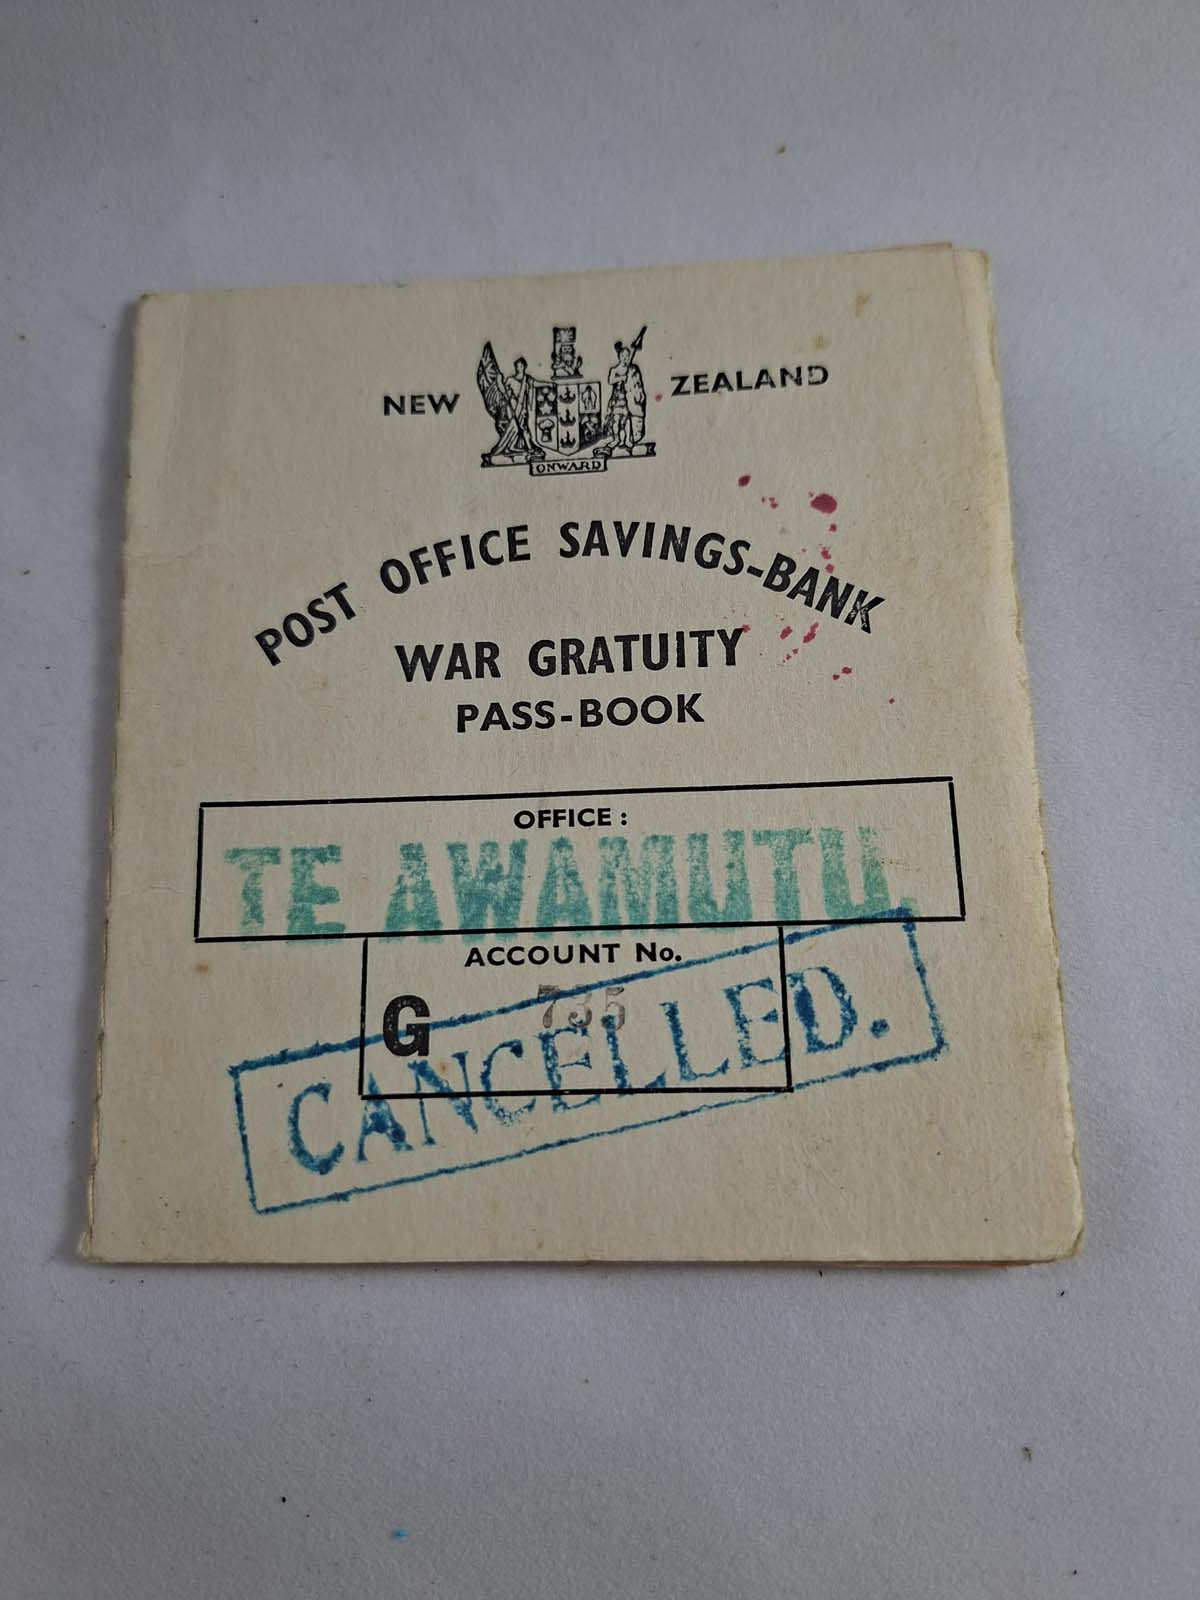 NEW ZEALAND
ONWARD
POST OFFICE SAVINGS-BANK
WAR GRATUITY
PASS-BOOK
OFFICE :
TE AWAMUTU.
ACCOUNT No.
G 735
CANCELLED.